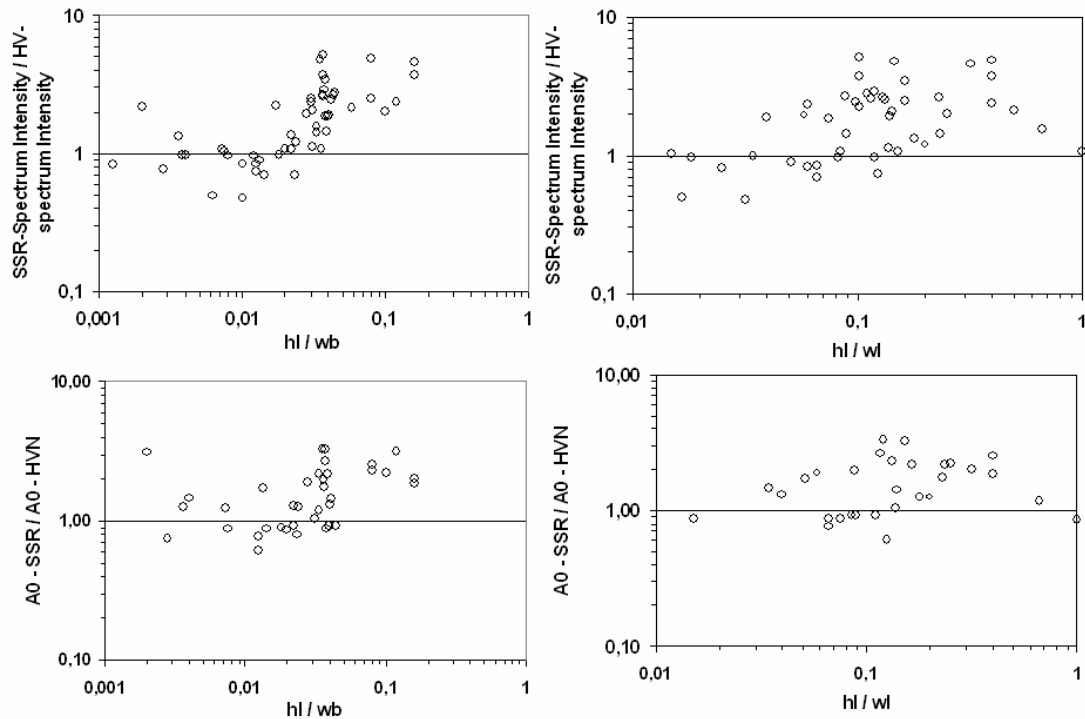 SSR-Spectrum Intensity / HV-
spectrum Intensity
10
1
0,1
0,001
0,01
0,1
1
hl / wb
SSR-Spectrum Intensity / HV-
spectrum Intensity
10
1
0,1
0,01
0,1
1
hl / wl
A0 - SSR / A0 - HVN
10,00
1,00
0,10
0,001
0,01
0,1
1
hl / wb
A0 - SSR / A0 - HVN
10,00
1,00
0,10
0,01
0,1
1
hl / wl